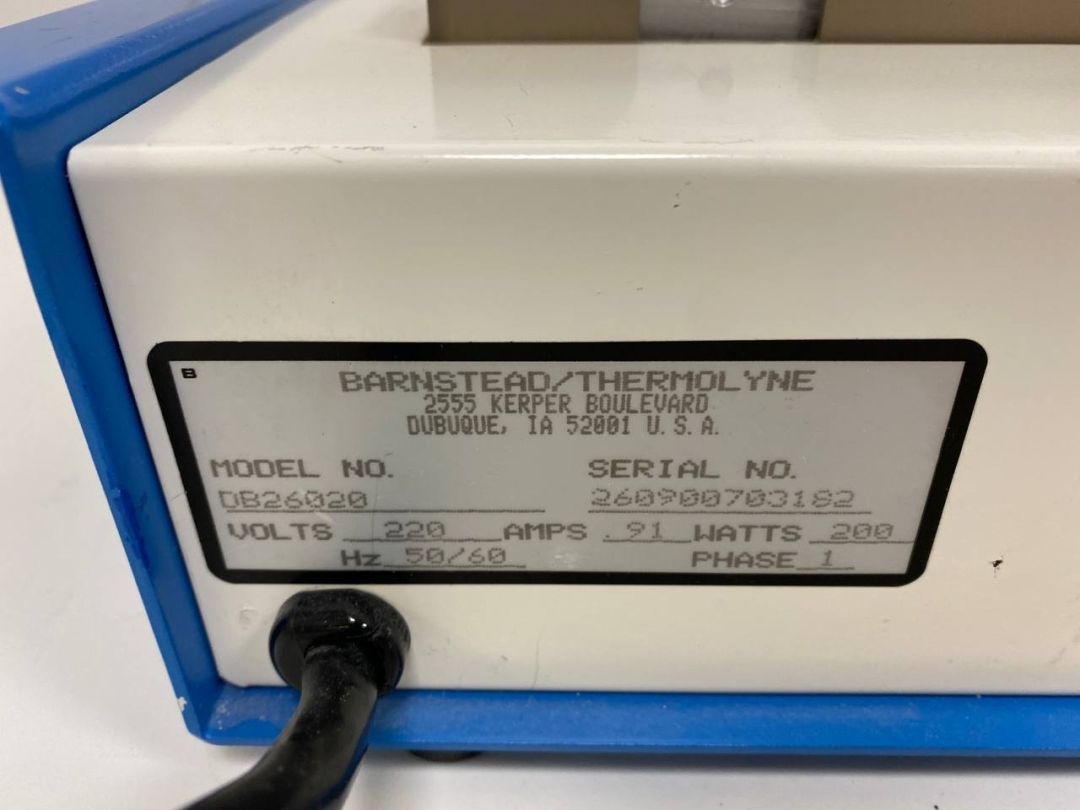 B
BARNSTEAD/THERMOLYNE
2555 KERPER BOULEVARD
DUBUQUE, IA 52001 U.S.A.
MODEL NO. SERIAL NO.
DB26020 260900703182
VOLTS 220 AMPS .91 WATTS 200
Hz 50/60 PHASE 1